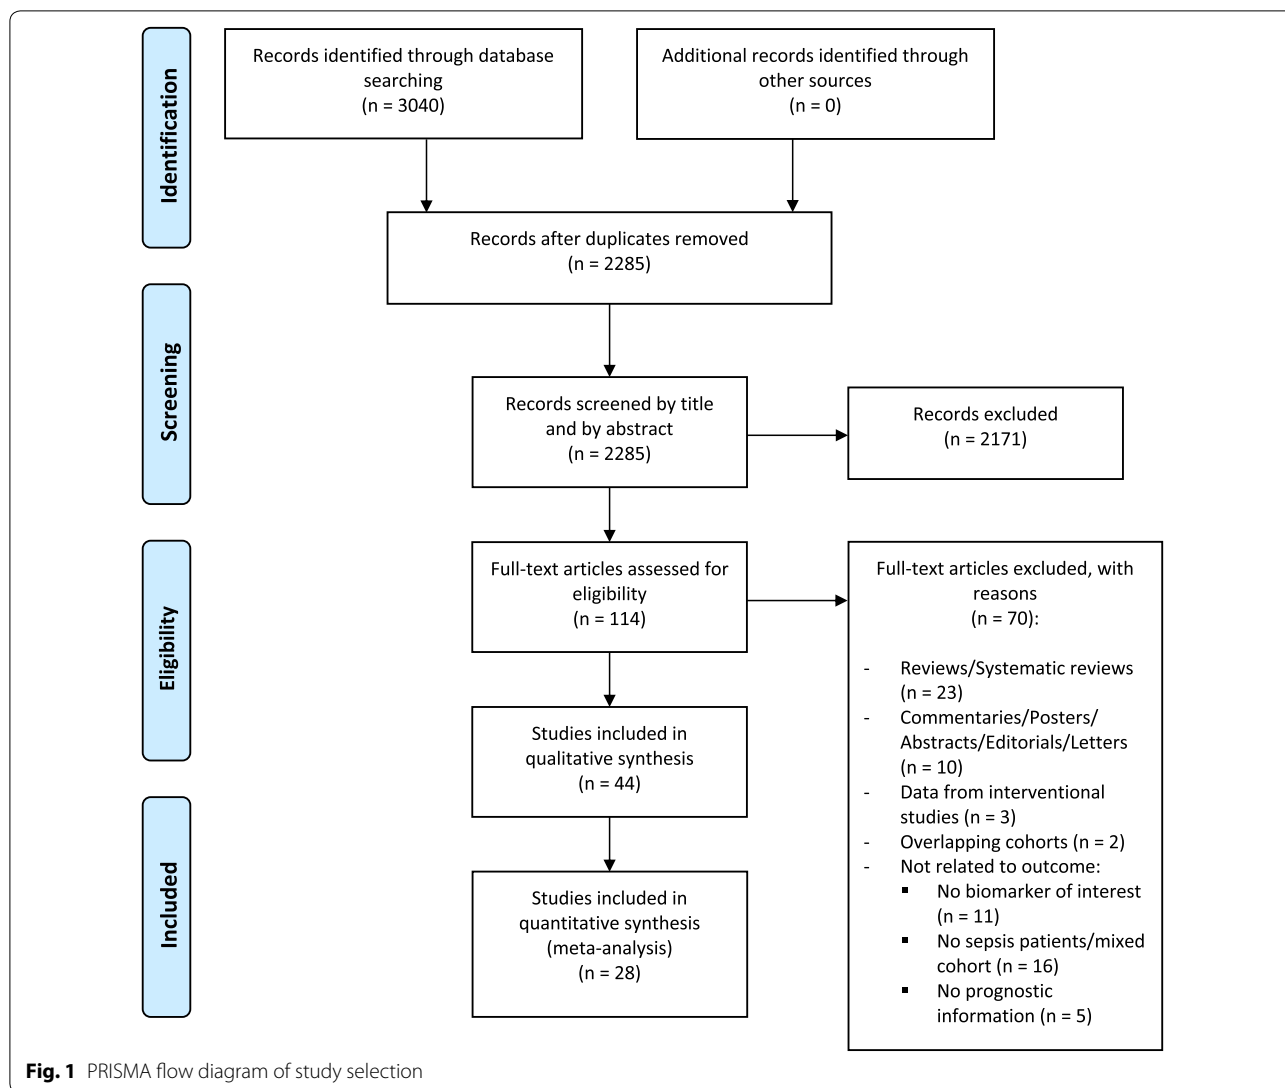 Identification
Records identified through database
searching
(n = 3040)
Additional records identified through
other sources
(n = 0)
Records after duplicates removed
(n = 2285)
Screening
Records screened by title
and by abstract
(n = 2285)
Records excluded
(n = 2171)
Eligibility
Full-text articles assessed for
eligibility
(n = 114)
Full-text articles excluded, with
reasons
(n = 70):
- Reviews/Systematic reviews
(n = 23)
- Commentaries/Posters/
Abstracts/Editorials/Letters
(n = 10)
- Data from interventional
studies (n = 3)
- Overlapping cohorts (n = 2)
- Not related to outcome:
▪ No biomarker of interest
(n = 11)
▪ No sepsis patients/mixed
cohort (n = 16)
▪ No prognostic
information (n = 5)
Studies included in
qualitative synthesis
(n = 44)
Included
Studies included in
quantitative synthesis
(meta-analysis)
(n = 28)
Fig. 1 PRISMA flow diagram of study selection